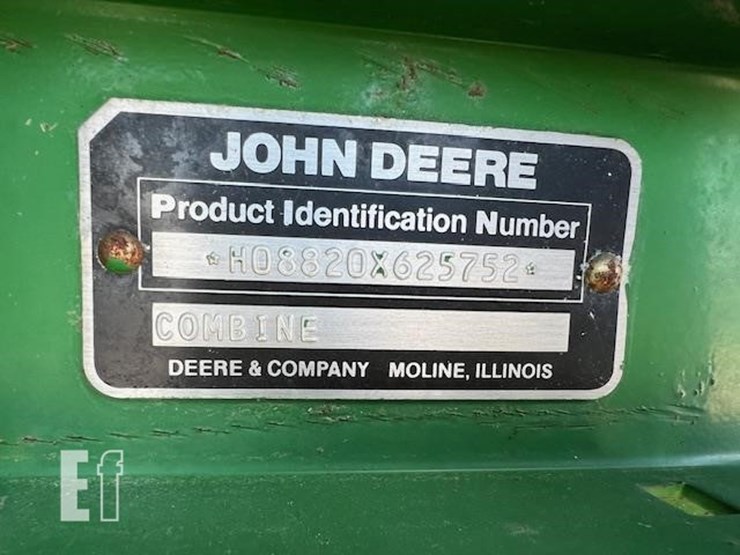 JOHN DEERE
Product Identification Number
*H08820X625752*
COMBINE
DEERE & COMPANY MOLINE, ILLINOIS
Ef